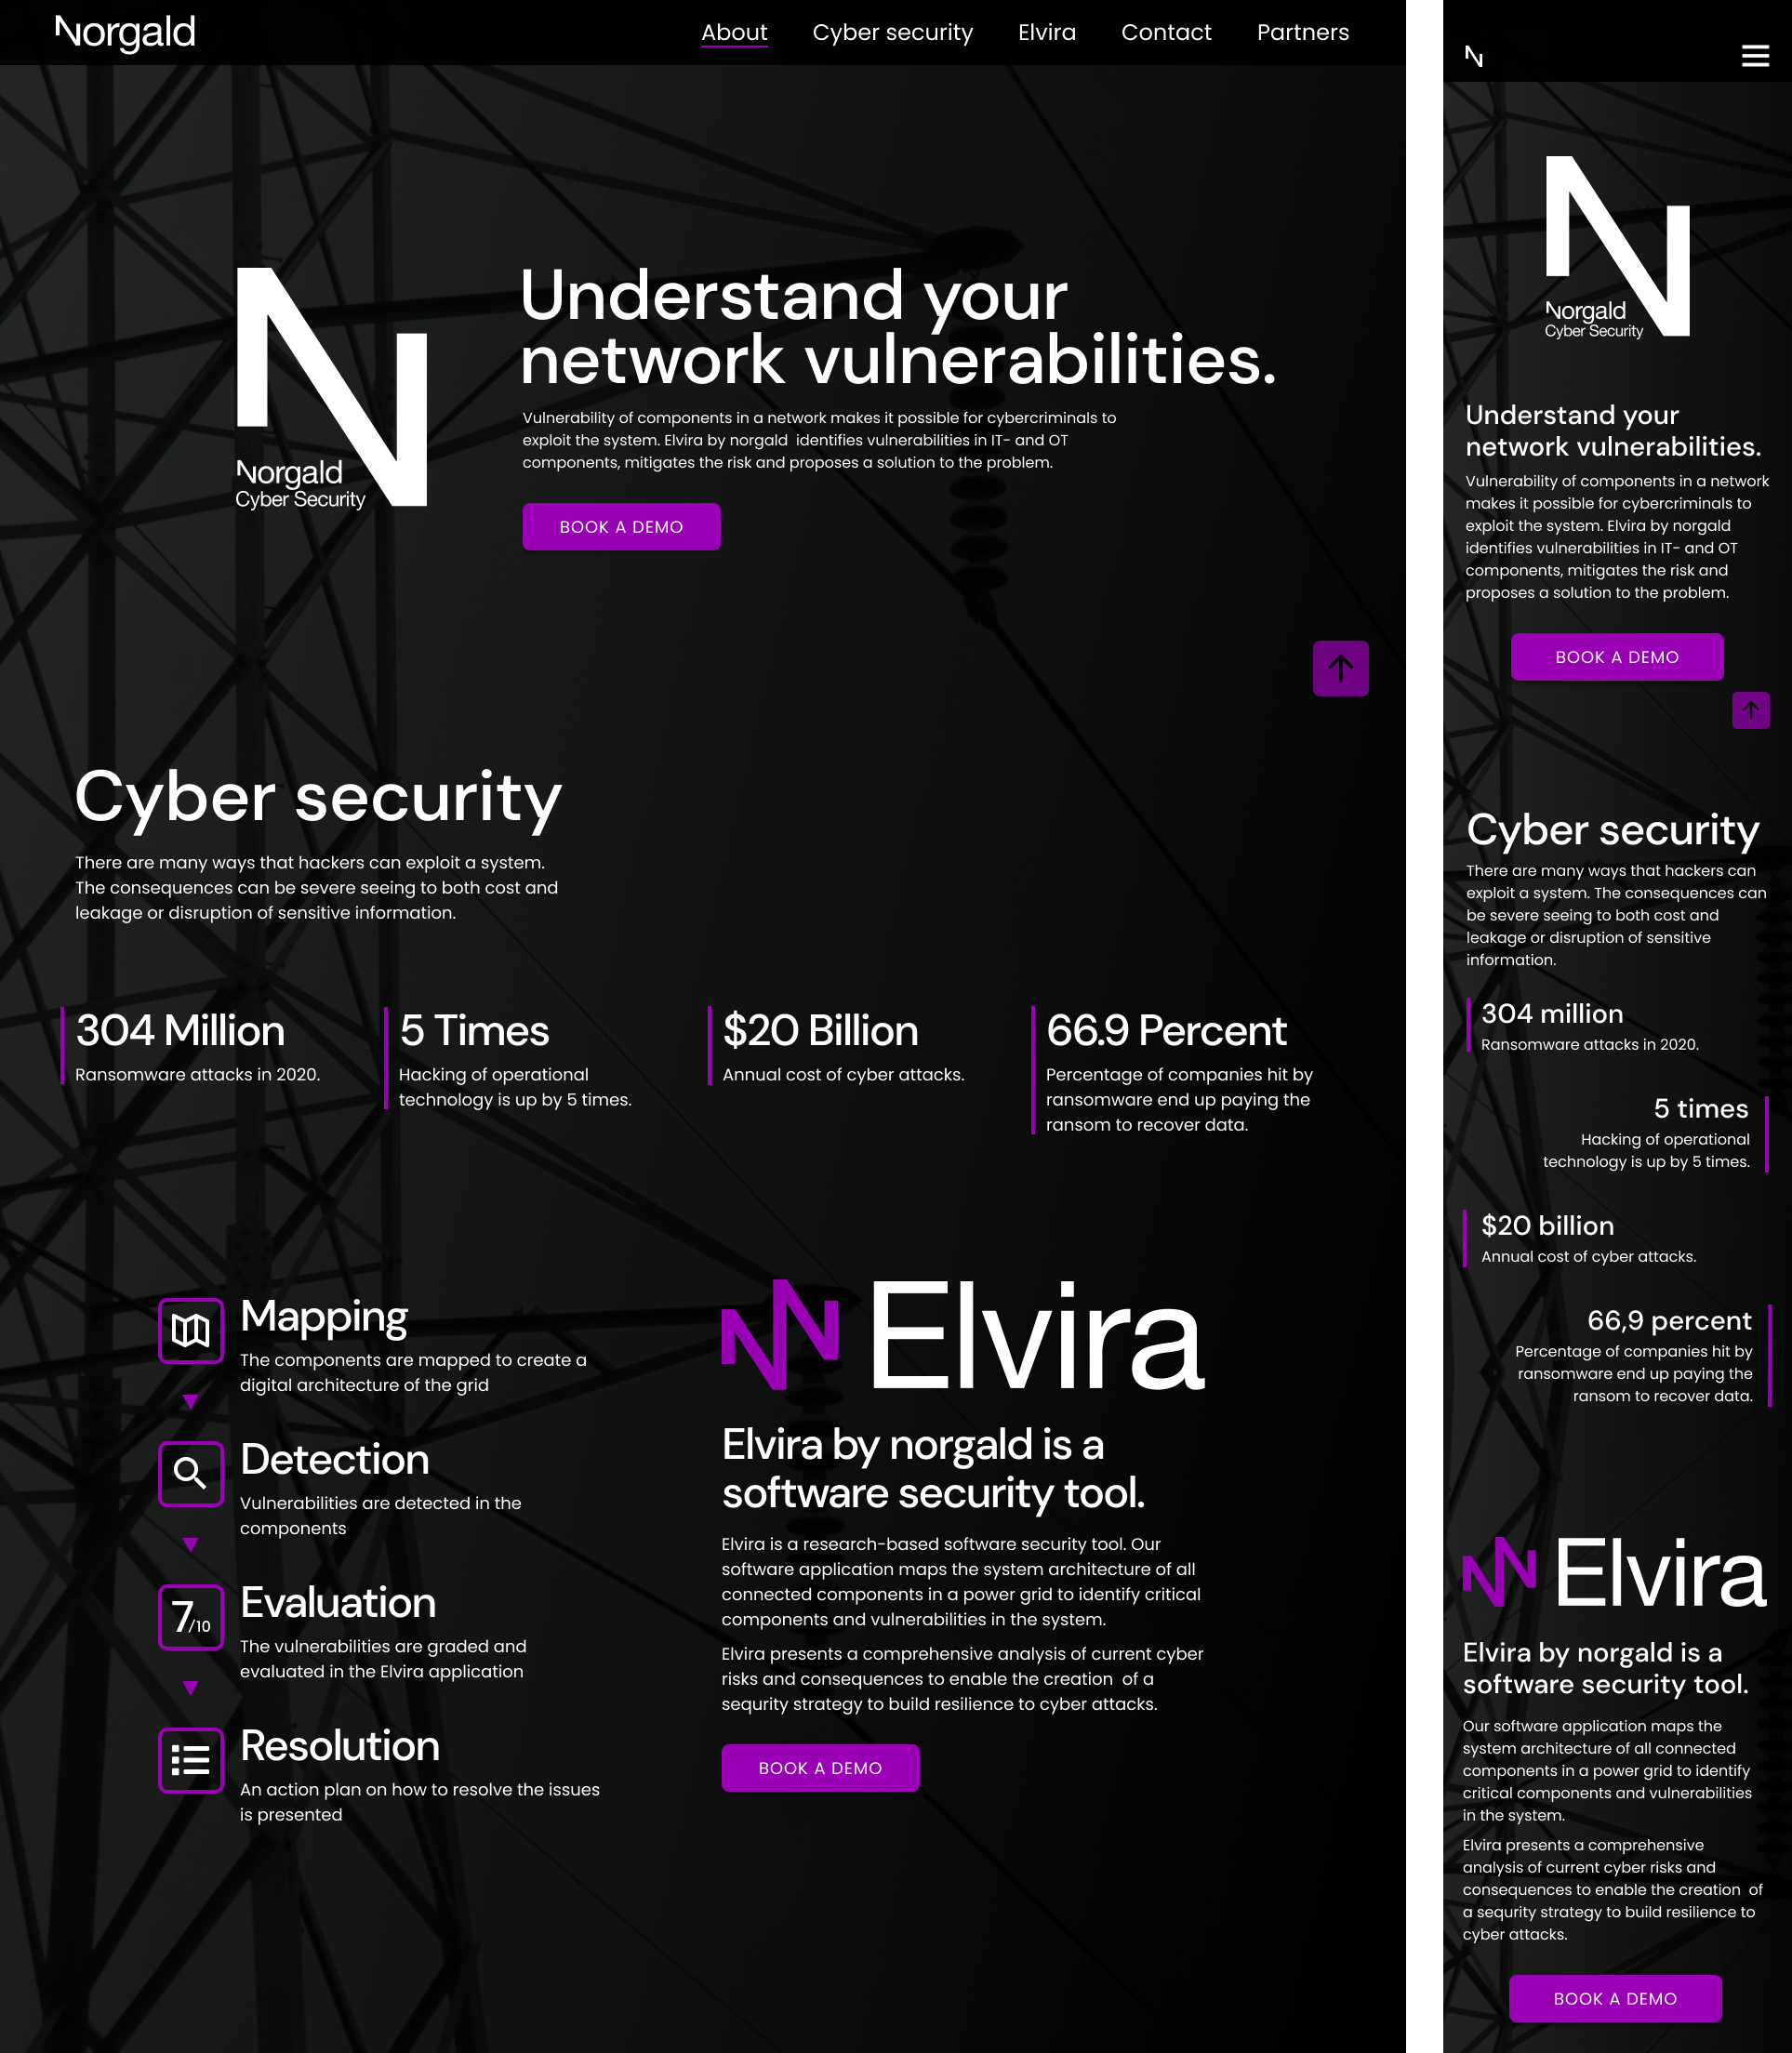 Norgald
About
Cyber security
Elvira
Contact
Partners
Norgald
Cyber Security
Understand your
network vulnerabilities.
Vulnerability of components in a network makes it possible for cybercriminals to
exploit the system. Elvira by norgald  identifies vulnerabilities in IT- and OT
components, mitigates the risk and proposes a solution to the problem.
BOOK A DEMO
Cyber security
There are many ways that hackers can exploit a system.
The consequences can be severe seeing to both cost and
leakage or disruption of sensitive information.
304 Million
Ransomware attacks in 2020.
5 Times
Hacking of operational
technology is up by 5 times.
$20 Billion
Annual cost of cyber attacks.
66.9 Percent
Percentage of companies hit by
ransomware end up paying the
ransom to recover data.
Mapping
The components are mapped to create a
digital architecture of the grid
Detection
Vulnerabilities are detected in the
components
7/10
Evaluation
The vulnerabilities are graded and
evaluated in the Elvira application
Resolution
An action plan on how to resolve the issues
is presented
Elvira
Elvira by norgald is a
software security tool.
Elvira is a research-based software security tool. Our
software application maps the system architecture of all
connected components in a power grid to identify critical
components and vulnerabilities in the system.
Elvira presents a comprehensive analysis of current cyber
risks and consequences to enable the creation  of a
sequrity strategy to build resilience to cyber attacks.
BOOK A DEMO
N
Norgald
Cyber Security
Understand your
network vulnerabilities.
Vulnerability of components in a network
makes it possible for cybercriminals to
exploit the system. Elvira by norgald
identifies vulnerabilities in IT- and OT
components, mitigates the risk and
proposes a solution to the problem.
BOOK A DEMO
Cyber security
There are many ways that hackers can
exploit a system. The consequences can
be severe seeing to both cost and
leakage or disruption of sensitive
information.
304 million
Ransomware attacks in 2020.
5 times
Hacking of operational
technology is up by 5 times.
$20 billion
Annual cost of cyber attacks.
66,9 percent
Percentage of companies hit by
ransomware end up paying the
ransom to recover data.
Elvira
Elvira by norgald is a
software security tool.
Our software application maps the
system architecture of all connected
components in a power grid to identify
critical components and vulnerabilities
in the system.
Elvira presents a comprehensive
analysis of current cyber risks and
consequences to enable the creation  of
a sequrity strategy to build resilience to
cyber attacks.
BOOK A DEMO